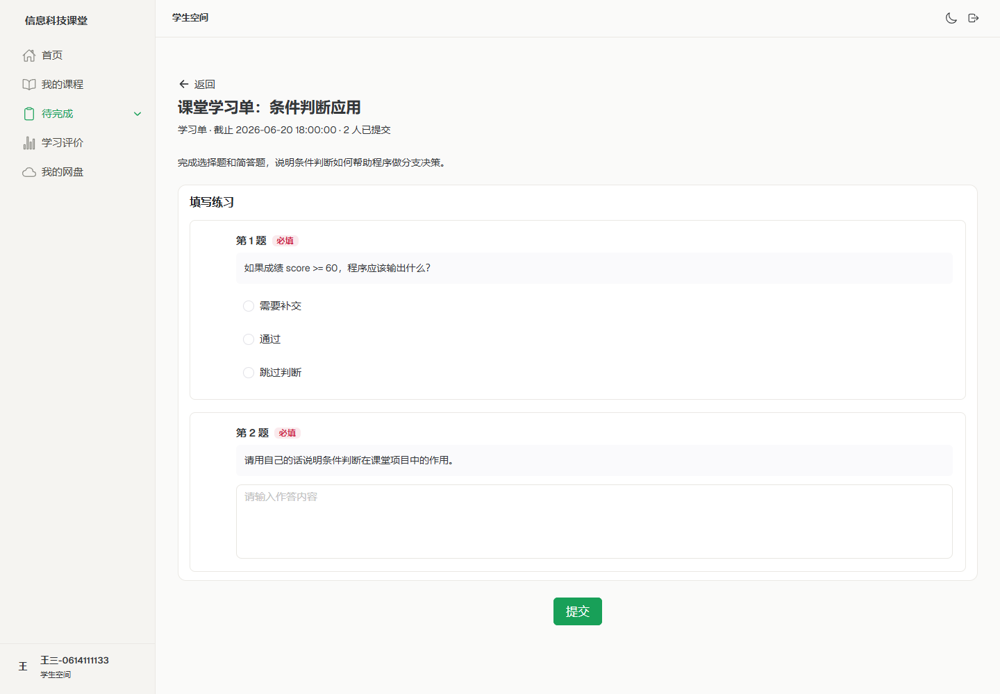 信息科技课堂
首页
我的课程
待完成
学习评价
我的网盘
王
王三-0614111133
学生空间
学生空间
返回
课堂学习单：条件判断应用
学习单 · 截止 2026-06-20 18:00:00 · 2 人已提交
完成选择题和简答题，说明条件判断如何帮助程序做分支决策。
填写练习
第 1 题 必填
如果成绩 score >= 60，程序应该输出什么？
需要补交
通过
跳过判断
第 2 题 必填
请用自己的话说明条件判断在课堂项目中的作用。
请输入作答内容
提交